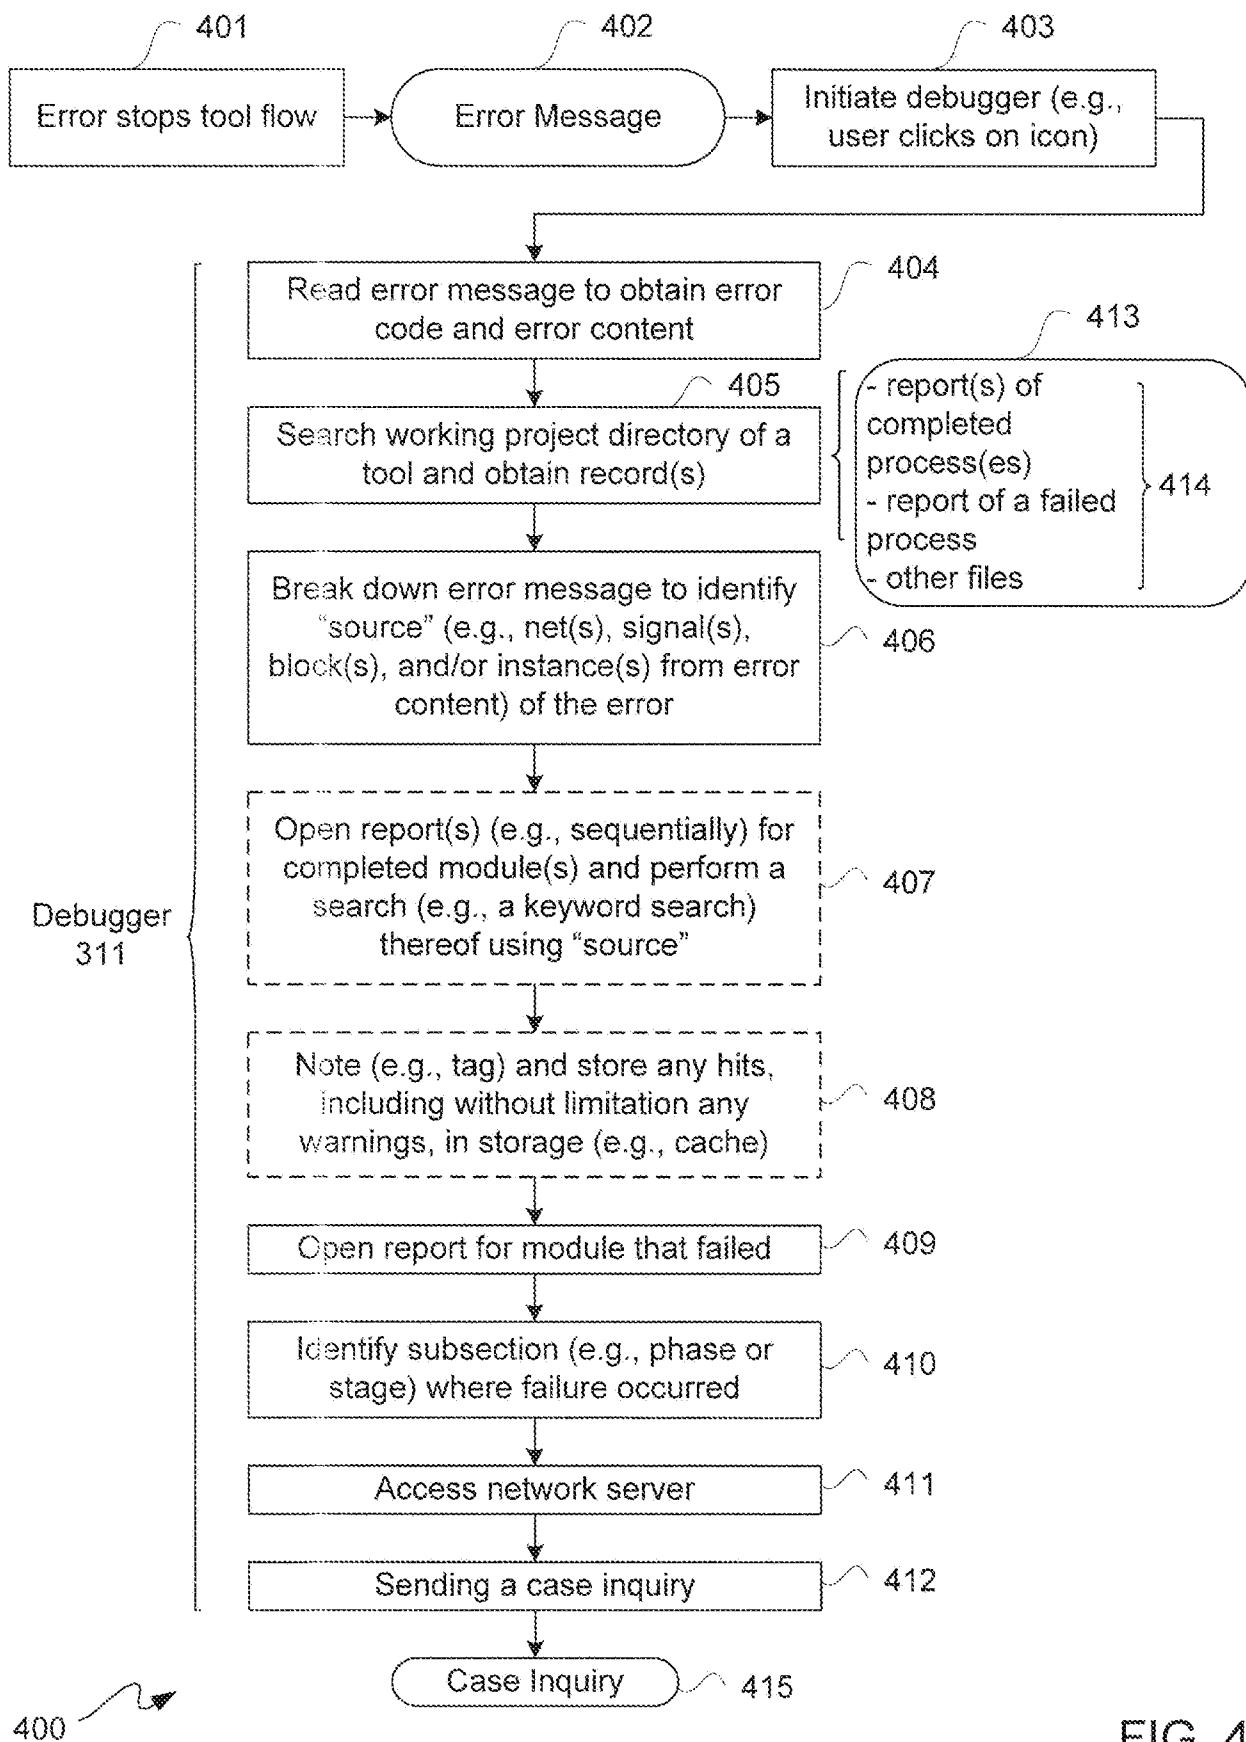 401
402
403
Error stops tool flow
Error Message
Initiate debugger (e.g.,
user clicks on icon)
404
Read error message to obtain error
code and error content
413
405
Search working project directory of a
tool and obtain record(s)
- report(s) of
completed
process(es)
- report of a failed
process
- other files
414
Break down error message to identify
“source” (e.g., net(s), signal(s),
block(s), and/or instance(s) from error
content) of the error
406
Open report(s) (e.g., sequentially) for
completed module(s) and perform a
search (e.g., a keyword search)
thereof using “source”
407
Debugger
311
Note (e.g., tag) and store any hits,
including without limitation any
warnings, in storage (e.g., cache)
408
Open report for module that failed
409
Identify subsection (e.g., phase or
stage) where failure occurred
410
Access network server
411
Sending a case inquiry
412
Case Inquiry
415
400
FIG. 4